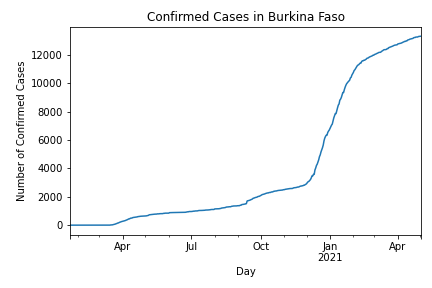 Confirmed Cases in Burkina Faso
Number of Confirmed Cases
12000
10000
8000
6000
4000
2000
0
Apr
Jul
Oct
Jan
2021
Apr
Day